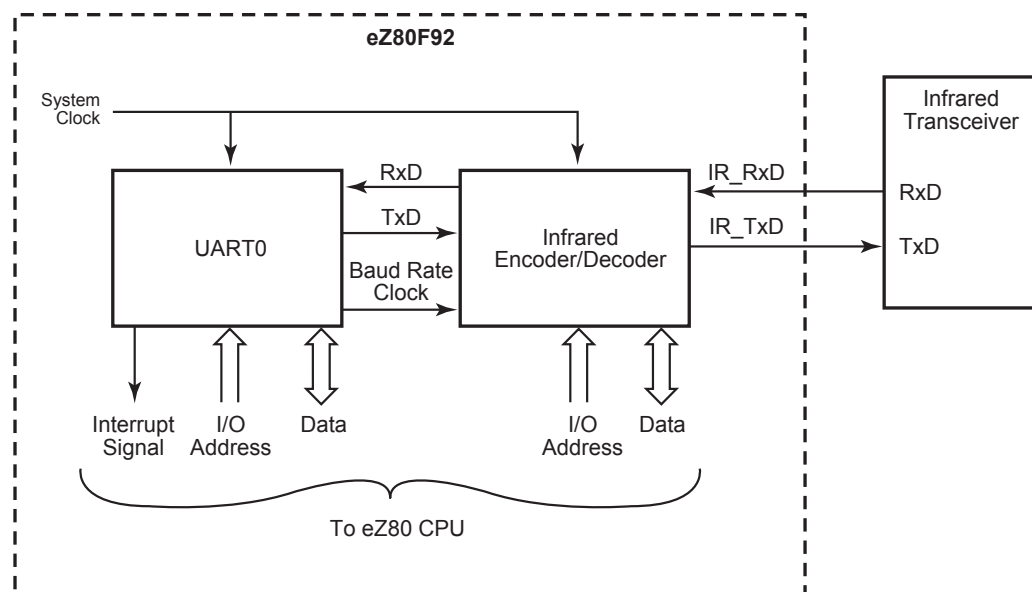 eZ80F92
System
Clock
Infrared
Transceiver
RxD
IR_RxD
RxD
TxD
IR_TxD
TxD
UART0
Infrared
Encoder/Decoder
Baud Rate
Clock
Interrupt
Signal
I/O
Address
Data
I/O
Address
Data
To eZ80 CPU